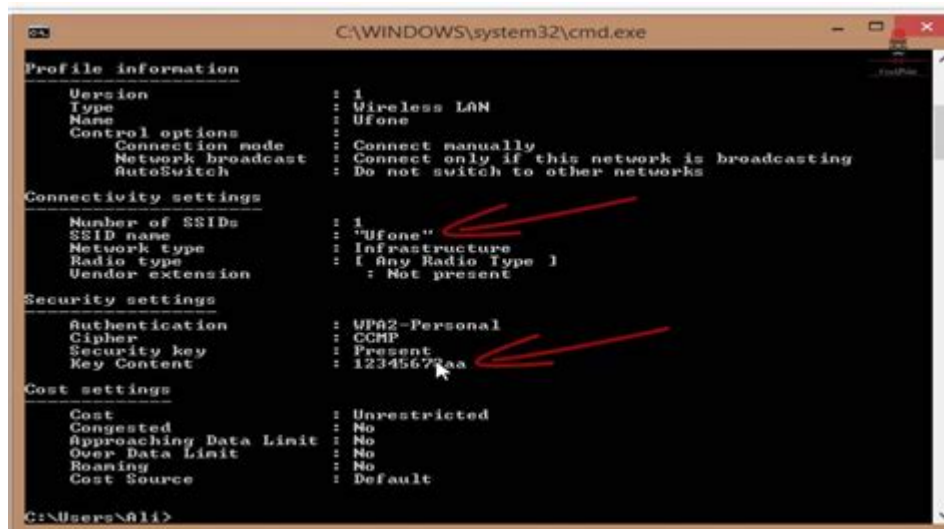 C:\WINDOWS\system32\cmd.exe
Profile information
Version : 1
Type : Wireless LAN
Name : Ufone
Control options :
Connection mode : Connect manually
Network broadcast : Connect only if this network is broadcasting
AutoSwitch : Do not switch to other networks
Connectivity settings
Number of SSIDs : 1
SSID name : "Ufone"
Network type : Infrastructure
Radio type : [ Any Radio Type ]
Vendor extension : Not present
Security settings
Authentication : WPA2-Personal
Cipher : CCMP
Security key : Present
Key Content :
Cost settings
Cost : Unrestricted
Congested : No
Approaching Data Limit : No
Over Data Limit : No
Roaming : No
Cost Source : Default
C:\Users\Ali>